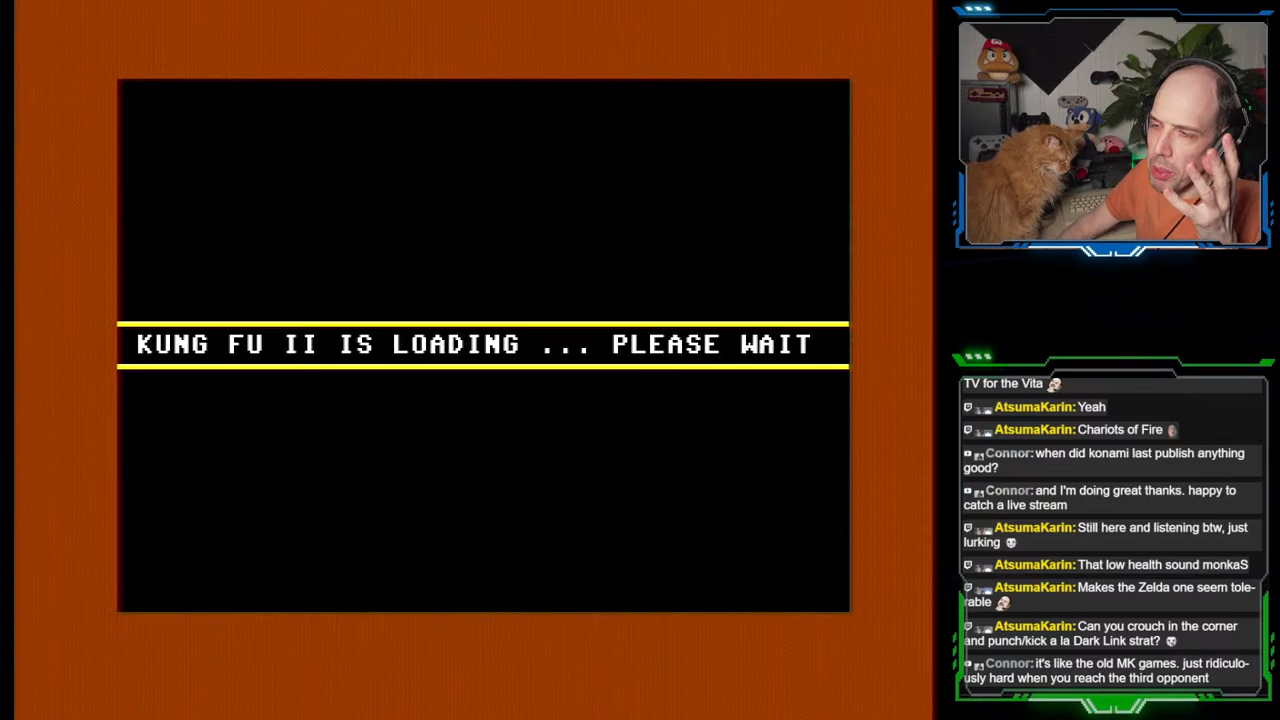 KUNG FU II IS LOADING ... PLEASE WAIT
TV for the Vita
AtsumaKarin: Yeah
AtsumaKarin: Chariots of Fire
Connor: when did konami last publish anything
good?
Connor: and I'm doing great thanks. happy to
catch a live stream
AtsumaKarin: Still here and listening btw, just
lurking
AtsumaKarin: That low health sound monkaS
AtsumaKarin: Makes the Zelda one seem tole-
rable
AtsumaKarin: Can you crouch in the corner
and punch/kick a la Dark Link strat?
Connor: it's like the old MK games. just ridiculo-
usly hard when you reach the third opponent